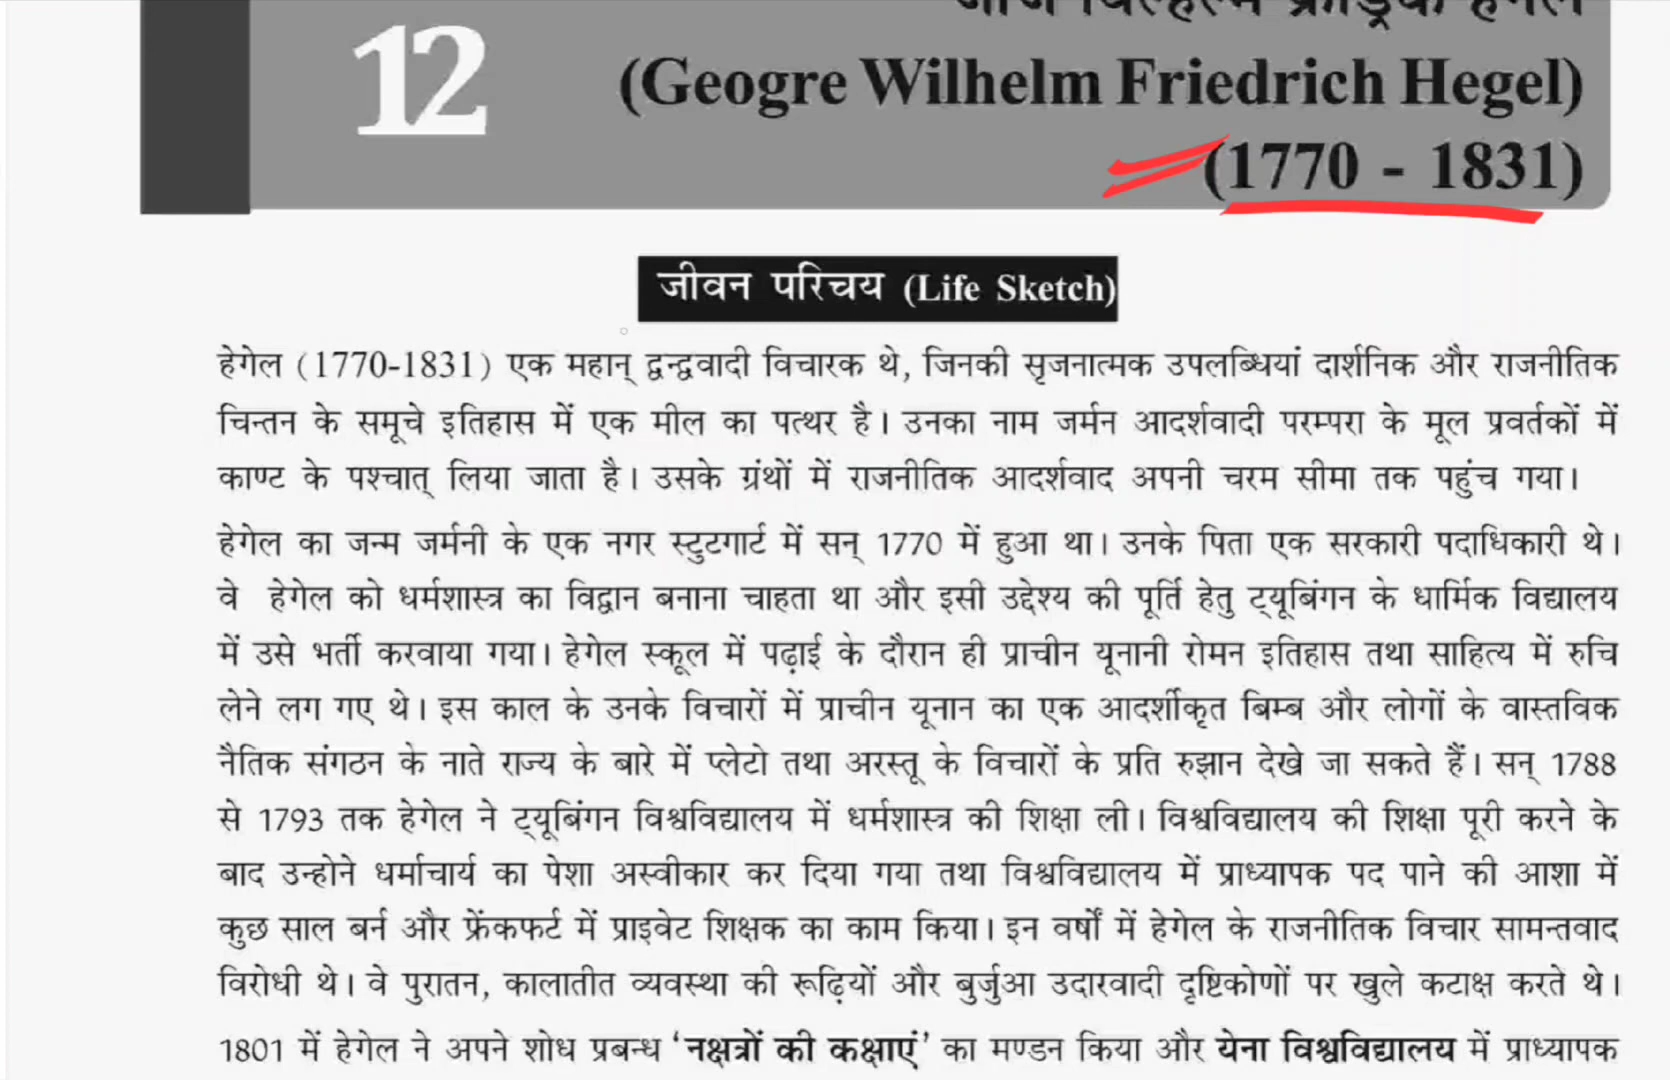 12
जॉर्ज विल्हेल्म फ्रेड्रिक हेगेल
(Geogre Wilhelm Friedrich Hegel)
(1770 - 1831)
जीवन परिचय (Life Sketch)
हेगेल (1770-1831) एक महान् द्वन्द्ववादी विचारक थे, जिनकी सृजनात्मक उपलब्धियां दार्शनिक और राजनीतिक
चिन्तन के समूचे इतिहास में एक मील का पत्थर है। उनका नाम जर्मन आदर्शवादी परम्परा के मूल प्रवर्तकों में
काण्ट के पश्चात् लिया जाता है। उसके ग्रंथों में राजनीतिक आदर्शवाद अपनी चरम सीमा तक पहुंच गया।
हेगेल का जन्म जर्मनी के एक नगर स्टुटगार्ट में सन् 1770 में हुआ था। उनके पिता एक सरकारी पदाधिकारी थे।
वे हेगेल को धर्मशास्त्र का विद्वान बनाना चाहता था और इसी उद्देश्य की पूर्ति हेतु ट्यूबिंगन के धार्मिक विद्यालय
में उसे भर्ती करवाया गया। हेगेल स्कूल में पढ़ाई के दौरान ही प्राचीन यूनानी रोमन इतिहास तथा साहित्य में रुचि
लेने लग गए थे। इस काल के उनके विचारों में प्राचीन यूनान का एक आदर्शीकृत बिम्ब और लोगों के वास्तविक
नैतिक संगठन के नाते राज्य के बारे में प्लेटो तथा अरस्तू के विचारों के प्रति रुझान देखे जा सकते हैं। सन् 1788
से 1793 तक हेगेल ने ट्यूबिंगन विश्वविद्यालय में धर्मशास्त्र की शिक्षा ली। विश्वविद्यालय की शिक्षा पूरी करने के
बाद उन्होने धर्माचार्य का पेशा अस्वीकार कर दिया गया तथा विश्वविद्यालय में प्राध्यापक पद पाने की आशा में
कुछ साल बर्न और फ्रेंकफर्ट में प्राइवेट शिक्षक का काम किया। इन वर्षों में हेगेल के राजनीतिक विचार सामन्तवाद
विरोधी थे। वे पुरातन, कालातीत व्यवस्था की रूढ़ियों और बुर्जुआ उदारवादी दृष्टिकोणों पर खुले कटाक्ष करते थे।
1801 में हेगेल ने अपने शोध प्रबन्ध ‘नक्षत्रों की कक्षाएं’ का मण्डन किया और येना विश्वविद्यालय में प्राध्यापक